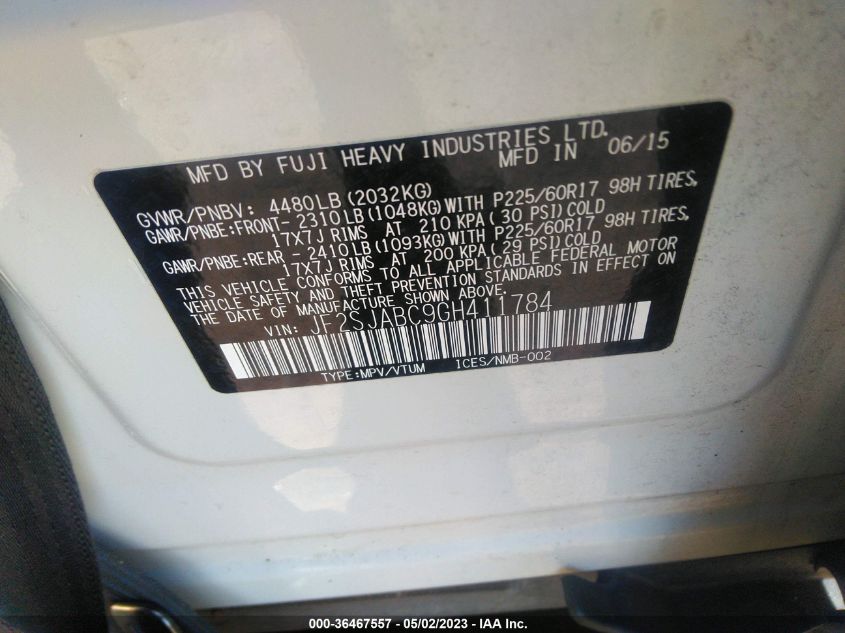 MFD BY FUJI HEAVY INDUSTRIES LTD.
MFD IN 06/15
GVWR/PNBV: 4480LB(2032KG)
GAWR/PNBE:FRONT- 2310LB(1048KG)WITH P225/60R17 98H TIRES,
17X7J RIMS AT 210 KPA(30 PSI)COLD
GAWR/PNBE:REAR - 2410LB(1093KG)WITH P225/60R17 98H TIRES,
17X7J RIMS AT 200 KPA(29 PSI)COLD
THIS VEHICLE CONFORMS TO ALL APPLICABLE FEDERAL MOTOR
VEHICLE SAFETY AND THEFT PREVENTION STANDARDS IN EFFECT ON
THE DATE OF MANUFACTURE SHOWN ABOVE.
VIN: JF2SJABC9GH411784
TYPE:MPV/VTUM ICES/NMB-002
000-36467557 - 05/02/2023 - IAA Inc.